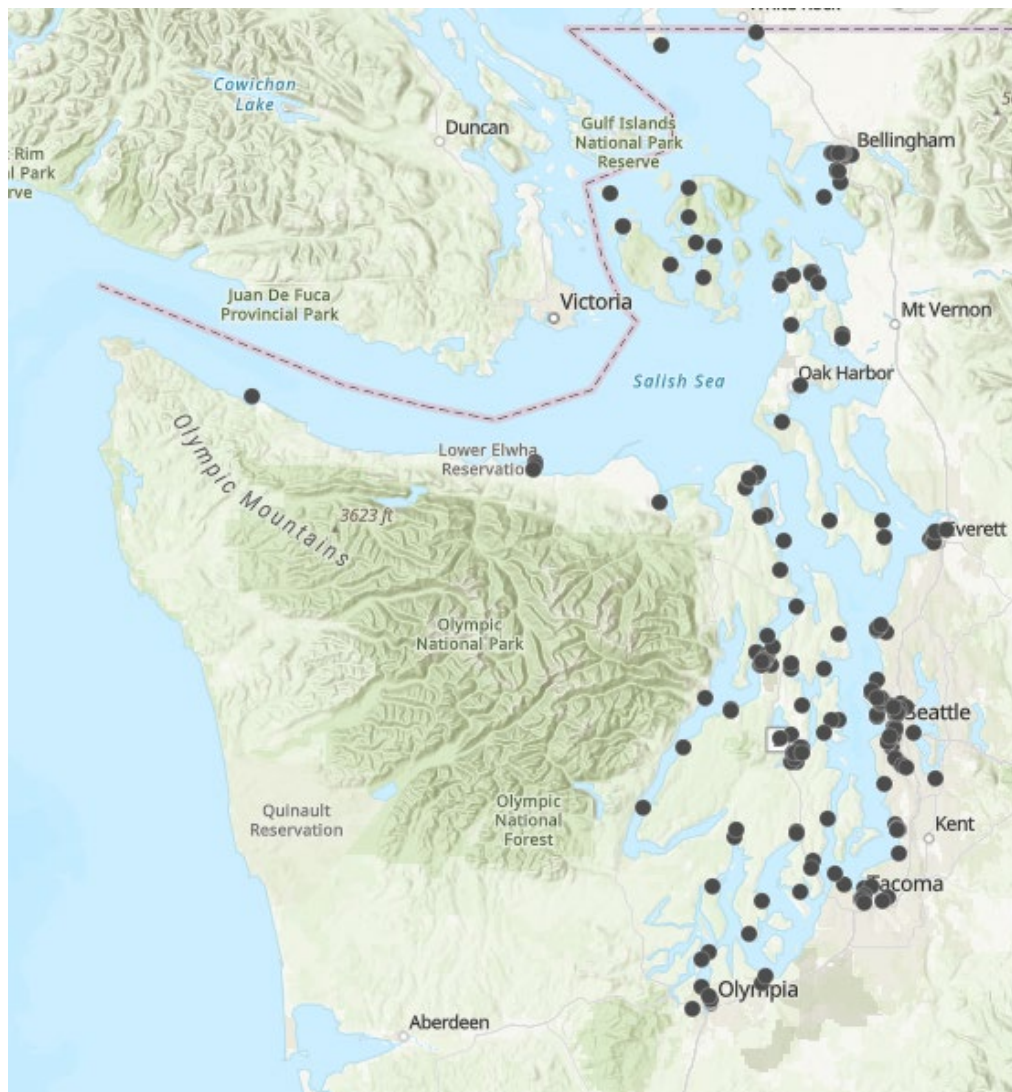 White Rock
Cowichan
Lake
Duncan
Gulf Islands
National Park
Reserve
Bellingham
Rim
Park
Juan De Fuca
Provincial Park
Victoria
Mt Vernon
Salish Sea
Oak Harbor
Olympic Mountains
Lower Elwha
Reservation
3623 ft
Everett
Olympic
National Park
Seattle
Quinault
Reservation
Olympic
National
Forest
Kent
Tacoma
Olympia
Aberdeen